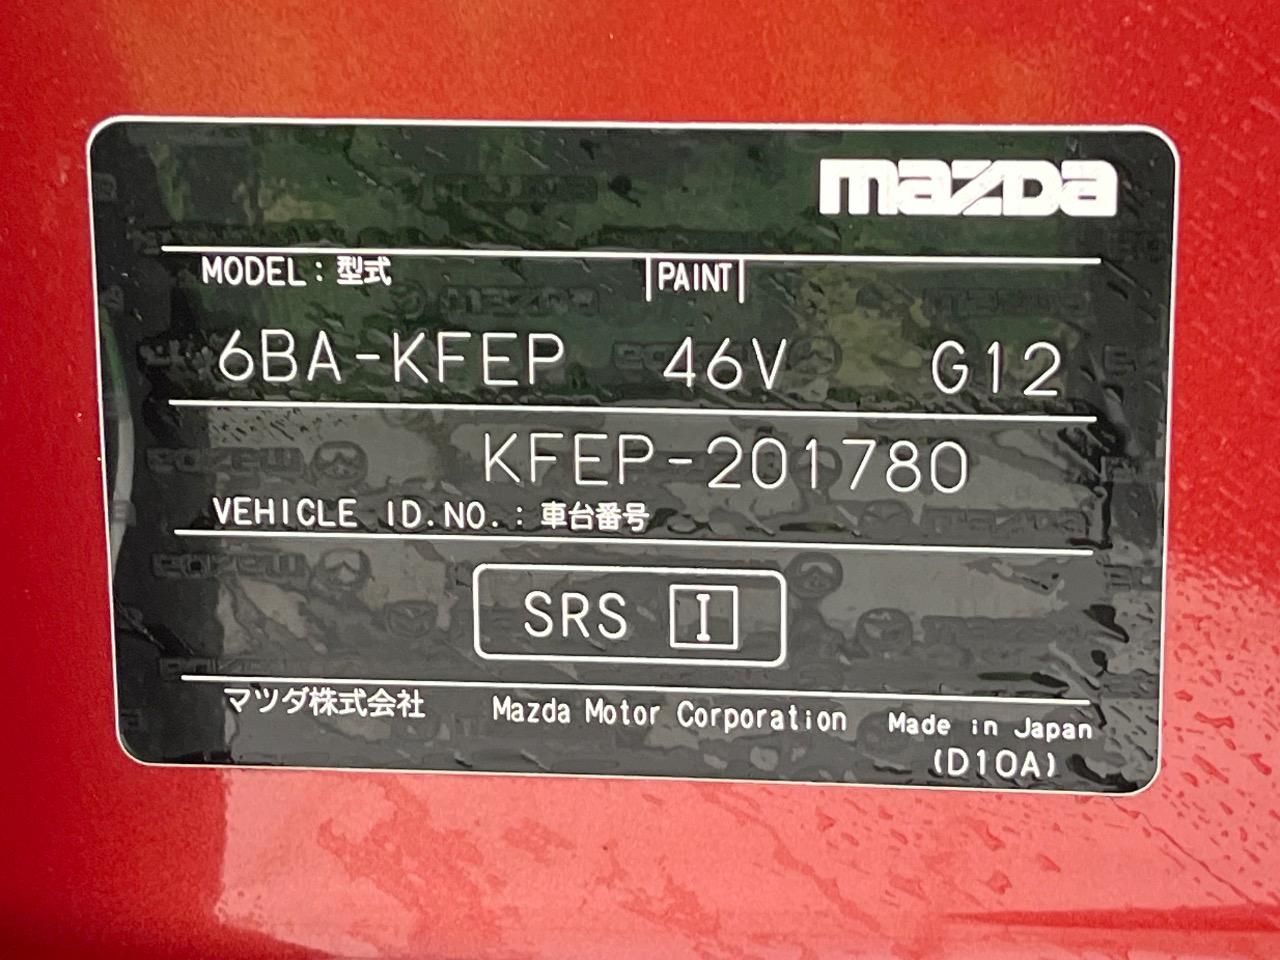 mazda
MODEL : 型式 PAINT
6BA-KFEP 46V G12
KFEP-201780
VEHICLE ID.NO. : 車台番号
SRS I
マツダ株式会社 Mazda Motor Corporation Made in Japan
(D10A)